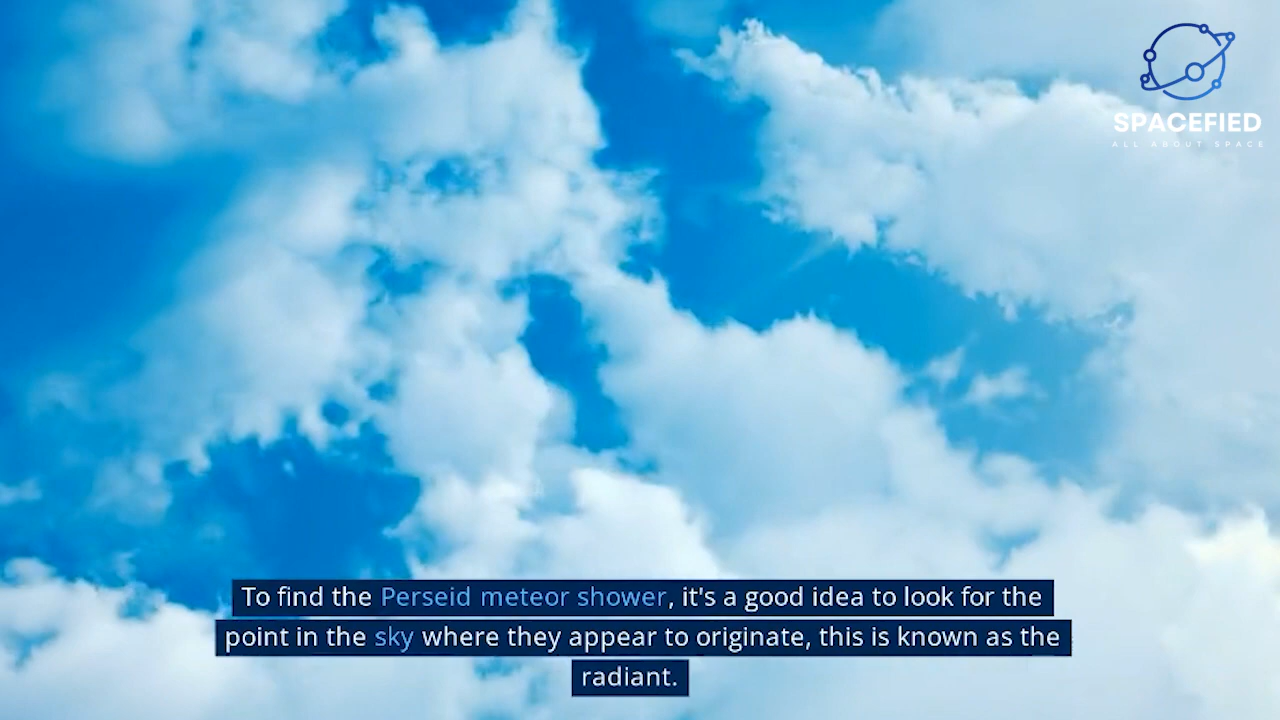 SPACEFIED
ALL ABOUT SPACE
To find the Perseid meteor shower, it's a good idea to look for the
point in the sky where they appear to originate, this is known as the
radiant.